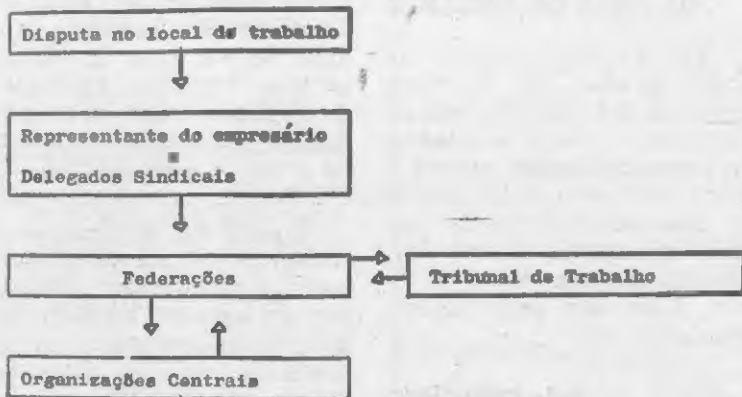 Disputa no local de trabalho
Representante do empresário
Delegados Sindicais
Federações
Tribunal de Trabalho
Organizações Centrais